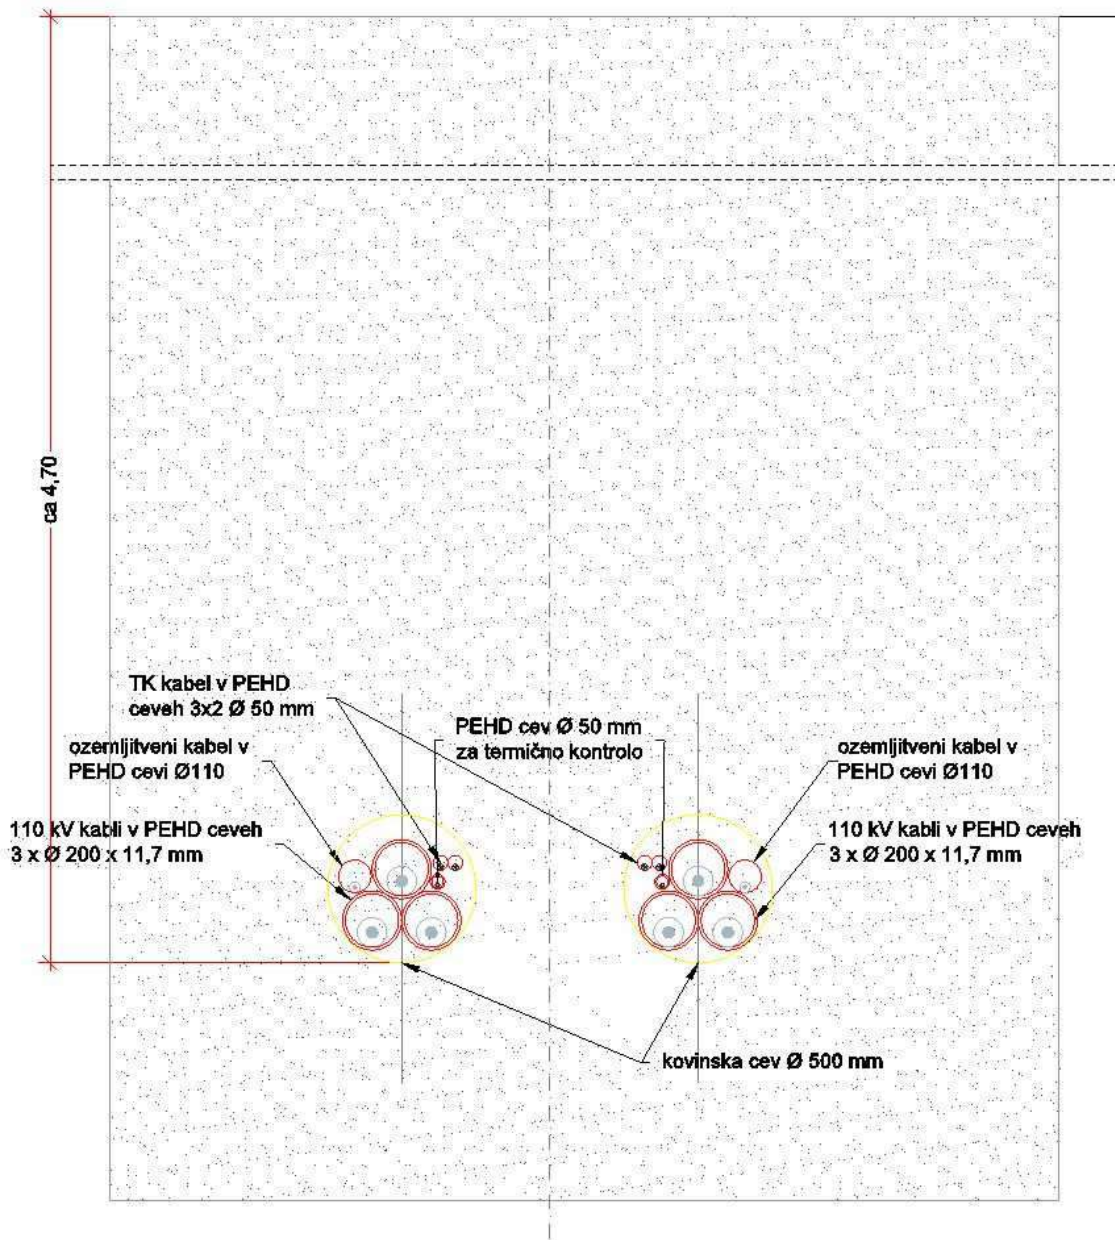 ca 4,70
TK kabel v PEHD
ceveh 3x2 Ø 50 mm
PEHD cev Ø 50 mm
za termično kontrolo
ozemljitveni kabel v
PEHD cevi Ø110
ozemljitveni kabel v
PEHD cevi Ø110
110 kV kabli v PEHD ceveh
3 x Ø 200 x 11,7 mm
110 kV kabli v PEHD ceveh
3 x Ø 200 x 11,7 mm
kovinska cev Ø 500 mm